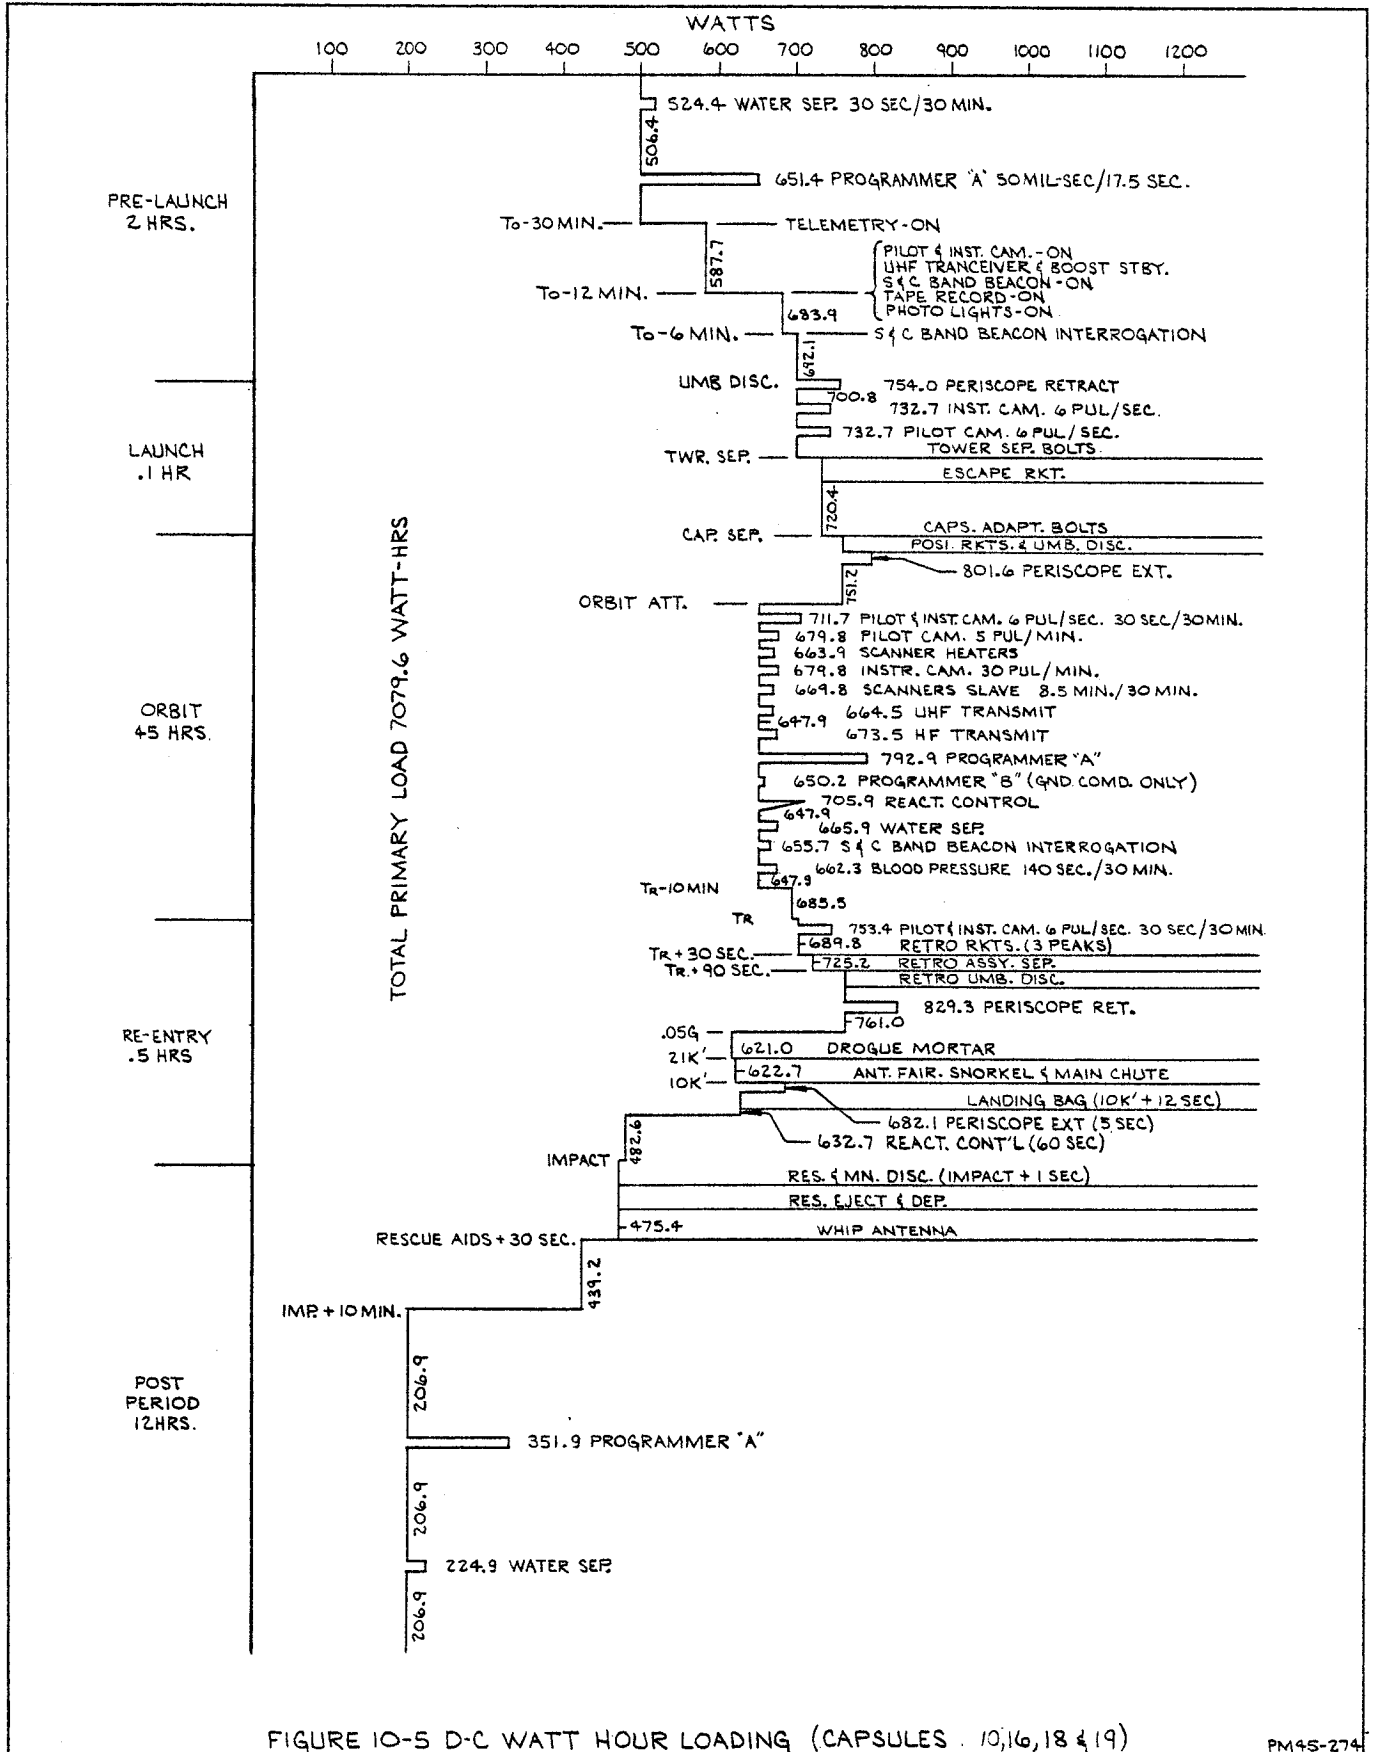 WATTS
100 200 300 400 500 600 700 800 900 1000 1100 1200
524.4 WATER SEP. 30 SEC/30 MIN.
506.4
651.4 PROGRAMMER "A" 50MIL-SEC/17.5 SEC.
PRE-LAUNCH
2 HRS.
To-30 MIN.
TELEMETRY-ON
587.7
PILOT & INST. CAM.-ON
UHF TRANCEIVER & BOOST STBY.
S & C BAND BEACON-ON
TAPE RECORD-ON
PHOTO LIGHTS-ON
To-12 MIN.
683.9
To-6 MIN.
S & C BAND BEACON INTERROGATION
692.1
UMB DISC.
754.0 PERISCOPE RETRACT
700.8
732.7 INST. CAM. 6 PUL/SEC.
732.7 PILOT CAM. 6 PUL/SEC.
LAUNCH
.1 HR
TOWER SEP. BOLTS
TWR. SEP.
ESCAPE RKT.
720.4
CAPS. ADAPT. BOLTS
CAP. SEP.
POSI. RKTS. & UMB. DISC.
801.6 PERISCOPE EXT.
751.2
ORBIT ATT.
711.7 PILOT & INST. CAM. 6 PUL/SEC. 30 SEC/30 MIN.
679.8 PILOT CAM. 5 PUL/MIN.
663.9 SCANNER HEATERS
679.8 INSTR. CAM. 30 PUL/MIN.
669.8 SCANNERS SLAVE 8.5 MIN./30 MIN.
ORBIT
45 HRS.
664.5 UHF TRANSMIT
647.9
673.5 HF TRANSMIT
792.9 PROGRAMMER "A"
650.2 PROGRAMMER "B" (GND. COMD. ONLY)
705.9 REACT. CONTROL
647.9
665.9 WATER SEP.
655.7 S & C BAND BEACON INTERROGATION
662.3 BLOOD PRESSURE 140 SEC./30 MIN.
647.9
TR-10 MIN
685.5
TOTAL PRIMARY LOAD 7079.6 WATT-HRS
TR
753.4 PILOT & INST. CAM. 6 PUL/SEC. 30 SEC/30 MIN.
689.8 RETRO RKTS. (3 PEAKS)
TR + 30 SEC.
725.2 RETRO ASSY. SEP.
TR. + 90 SEC.
RETRO UMB. DISC.
829.3 PERISCOPE RET.
761.0
RE-ENTRY
.5 HRS
.05G
621.0 DROGUE MORTAR
21K'
622.7 ANT. FAIR. SNORKEL & MAIN CHUTE
10K'
LANDING BAG (10K' + 12 SEC)
682.1 PERISCOPE EXT (5 SEC)
632.7 REACT. CONT'L (60 SEC)
482.6
IMPACT
RES. & MN. DISC. (IMPACT + 1 SEC)
RES. EJECT & DEP.
475.4 WHIP ANTENNA
RESCUE AIDS + 30 SEC.
439.2
IMP. + 10 MIN.
206.9
POST
PERIOD
12HRS.
351.9 PROGRAMMER "A"
206.9
224.9 WATER SEP.
206.9
FIGURE 10-5 D-C WATT HOUR LOADING (CAPSULES . 10,16,18 & 19)
PM45-274